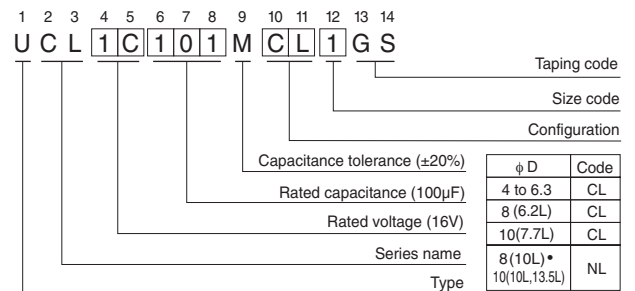 1 2 3 4 5 6 7 8 9 10 11 12 13 14
U C L 1 C 1 0 1 M C L 1 G S
Taping code
Size code
Configuration
Capacitance tolerance (±20%)
Rated capacitance (100µF)
Rated voltage (16V)
Series name
Type
ϕ D Code
4 to 6.3 CL
8 (6.2L) CL
10(7.7L) CL
8(10L) •
10(10L,13.5L) NL